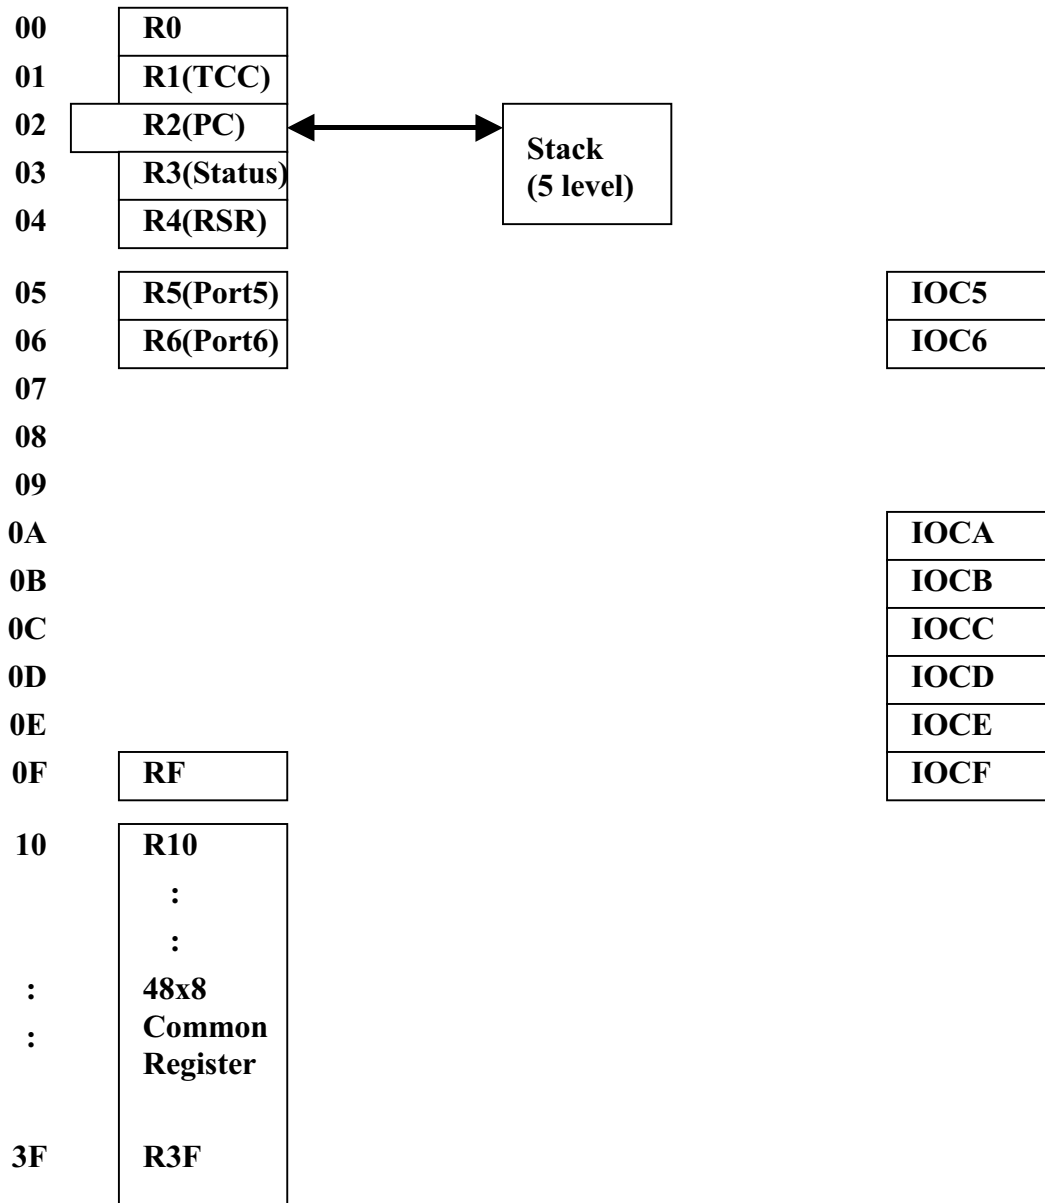 00 R0
01 R1(TCC)
02 R2(PC)
Stack
(5 level)
03 R3(Status)
04 R4(RSR)
05 R5(Port5) IOC5
06 R6(Port6) IOC6
07
08
09
0A IOCA
0B IOCB
0C IOCC
0D IOCD
0E IOCE
0F RF IOCF
10 R10
:
:
: 48x8
: Common
Register
3F R3F